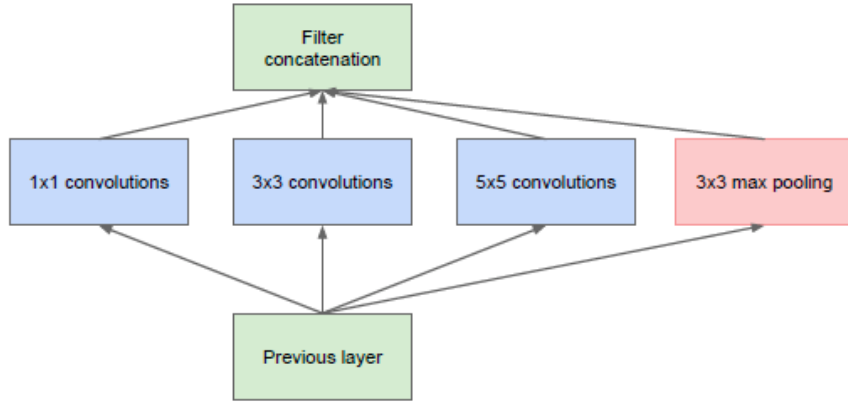 Filter
concatenation
1x1 convolutions
3x3 convolutions
5x5 convolutions
3x3 max pooling
Previous layer